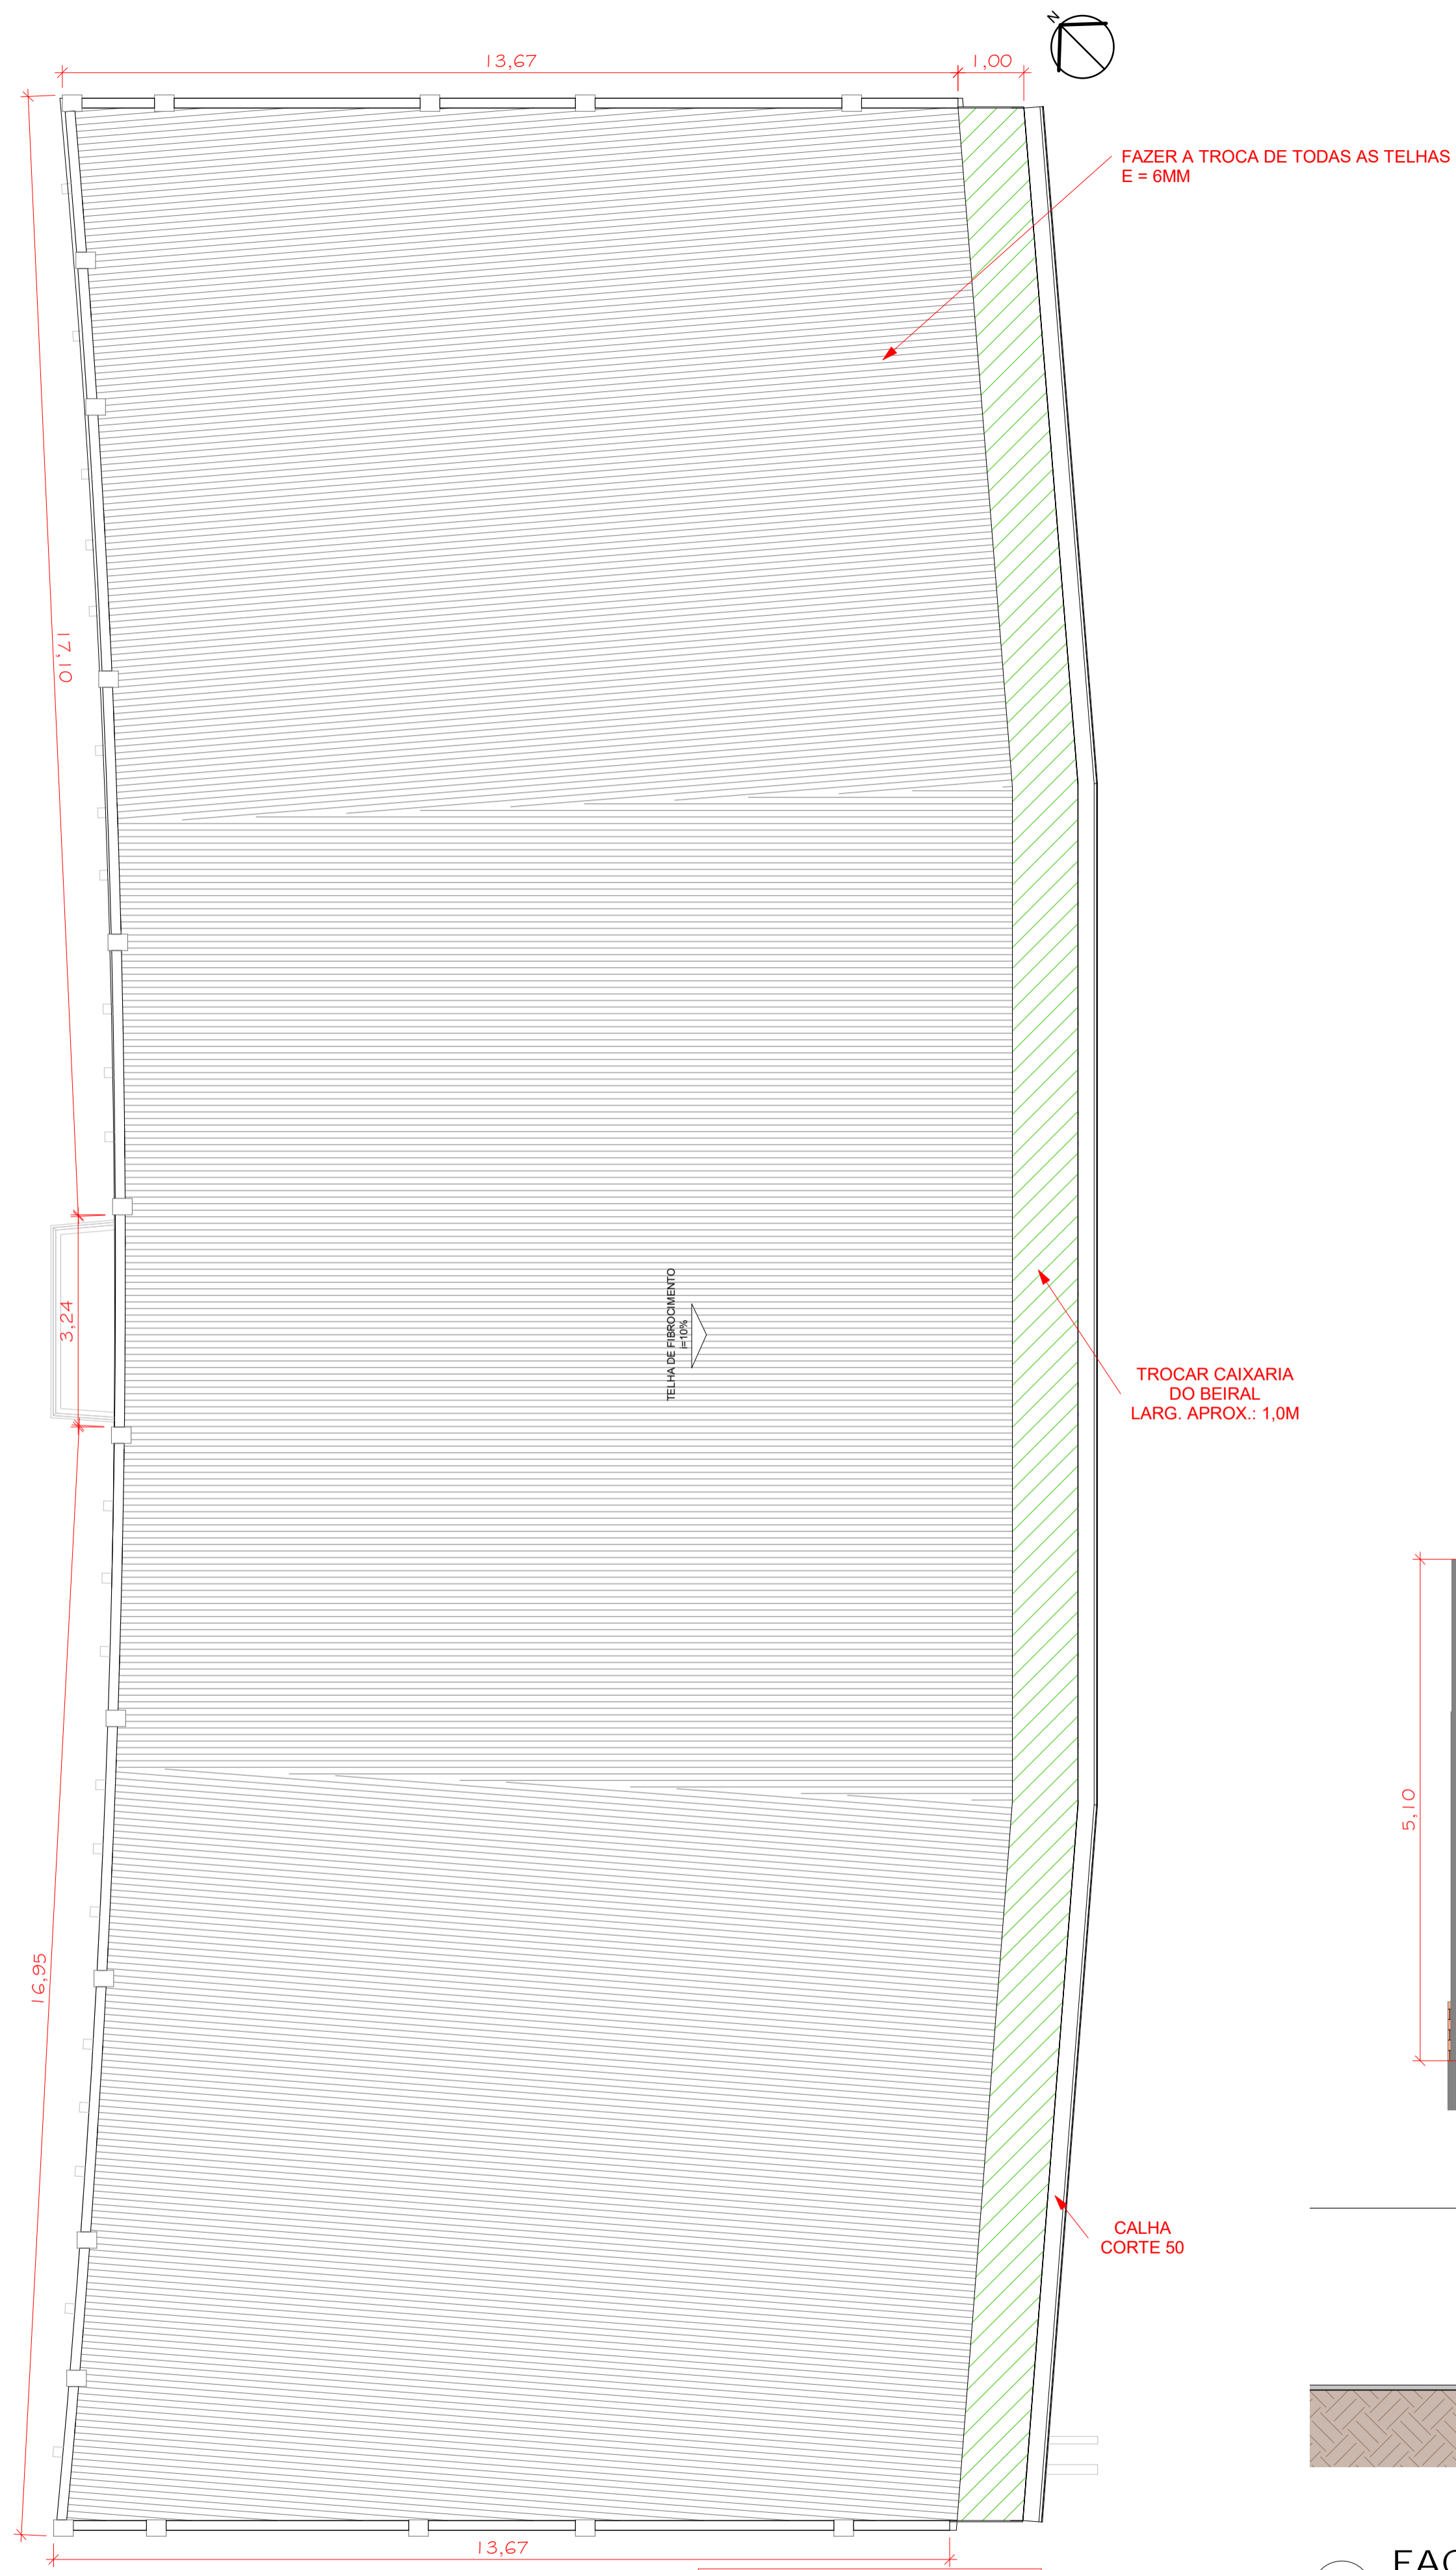 N
13,67
1,00
FAZER A TROCA DE TODAS AS TELHAS
E = 6MM
17,10
3,24
TELHA DE FIBROCIMENTO
i=10%
TROCAR CAIXARIA
DO BEIRAL
LARG. APROX.: 1,0M
5,10
16,95
CALHA
CORTE 50
13,67